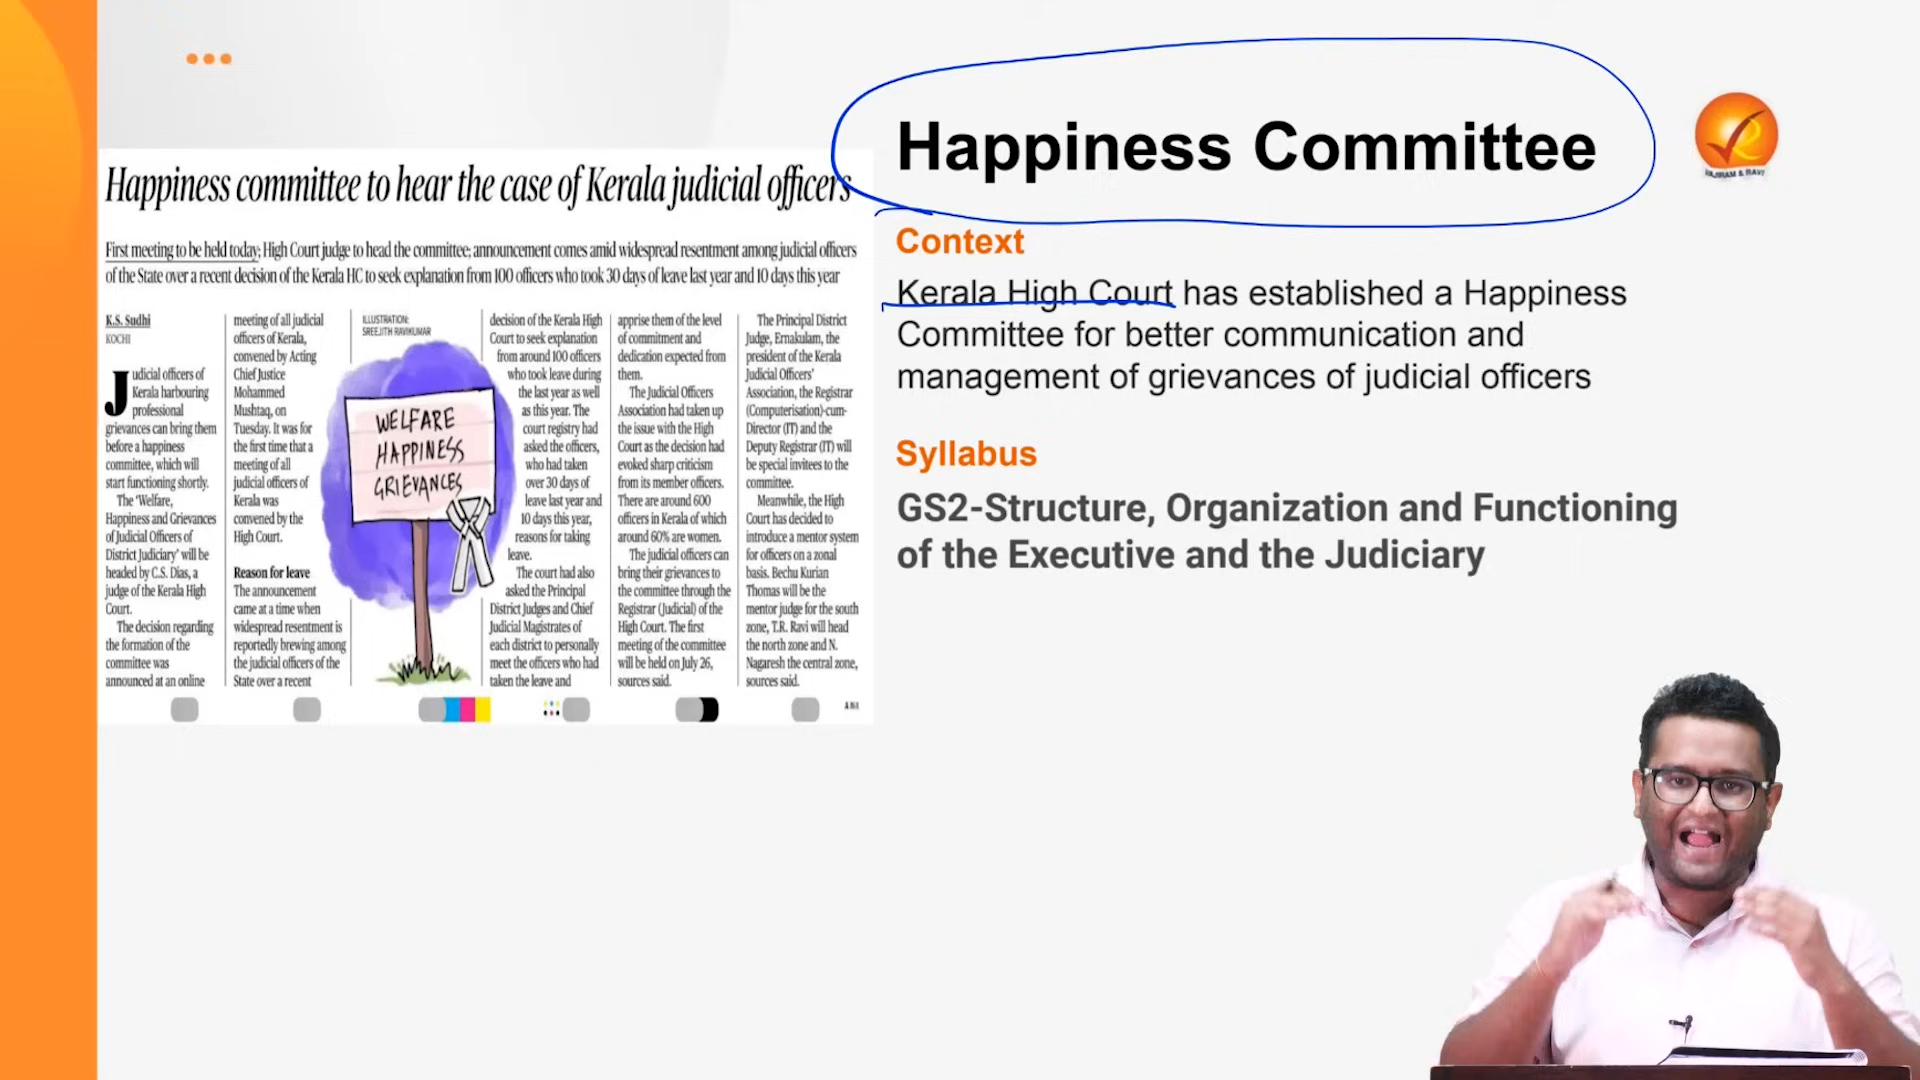 Happiness Committee
VAJIRAM & RAVI
Happiness committee to hear the case of Kerala judicial officers
First meeting to be held today; High Court judge to head the committee; announcement comes amid widespread resentment among judicial officers
of the State over a recent decision of the Kerala HC to seek explanation from 100 officers who took 30 days of leave last year and 10 days this year
K.S. Sudhi
KOCHI
Judicial officers of
Kerala harbouring
professional
grievances can bring them
before a happiness
committee, which will
start functioning shortly.
The ‘Welfare,
Happiness and Grievances
of Judicial Officers of
District Judiciary’ will be
headed by C.S. Dias, a
judge of the Kerala High
Court.
The decision regarding
the formation of the
committee was
announced at an online
meeting of all judicial
officers of Kerala,
convened by Acting
Chief Justice
Mohammed
Mushtaq, on
Tuesday. It was for
the first time that a
meeting of all
judicial officers of
Kerala was
convened by the
High Court.
Reason for leave
The announcement
came at a time when
widespread resentment is
reportedly brewing among
the judicial officers of the
State over a recent
ILLUSTRATION:
SREEJITH RAVIKUMAR
WELFARE
HAPPINESS
GRIEVANCES
decision of the Kerala High
Court to seek explanation
from around 100 officers
who took leave during
the last year as well
as this year. The
court registry had
asked the officers,
who had taken
over 30 days of
leave last year and
10 days this year,
reasons for taking
leave.
The court had also
asked the Principal
District Judges and Chief
Judicial Magistrates of
each district to personally
meet the officers who had
taken the leave and
apprise them of the level
of commitment and
dedication expected from
them.
The Judicial Officers
Association had taken up
the issue with the High
Court as the decision had
evoked sharp criticism
from its member officers.
There are around 600
officers in Kerala of which
around 60% are women.
The judicial officers can
bring their grievances to
the committee through the
Registrar (Judicial) of the
High Court. The first
meeting of the committee
will be held on July 26,
sources said.
The Principal District
Judge, Ernakulam, the
president of the Kerala
Judicial Officers’
Association, the Registrar
(Computerisation)-cum-
Director (IT) and the
Deputy Registrar (IT) will
be special invitees to the
committee.
Meanwhile, the High
Court has decided to
introduce a mentor system
for officers on a zonal
basis. Bechu Kurian
Thomas will be the
mentor judge for the south
zone, T.R. Ravi will head
the north zone and N.
Nagaresh the central zone,
sources said.
Context
Kerala High Court has established a Happiness
Committee for better communication and
management of grievances of judicial officers
Syllabus
GS2-Structure, Organization and Functioning
of the Executive and the Judiciary